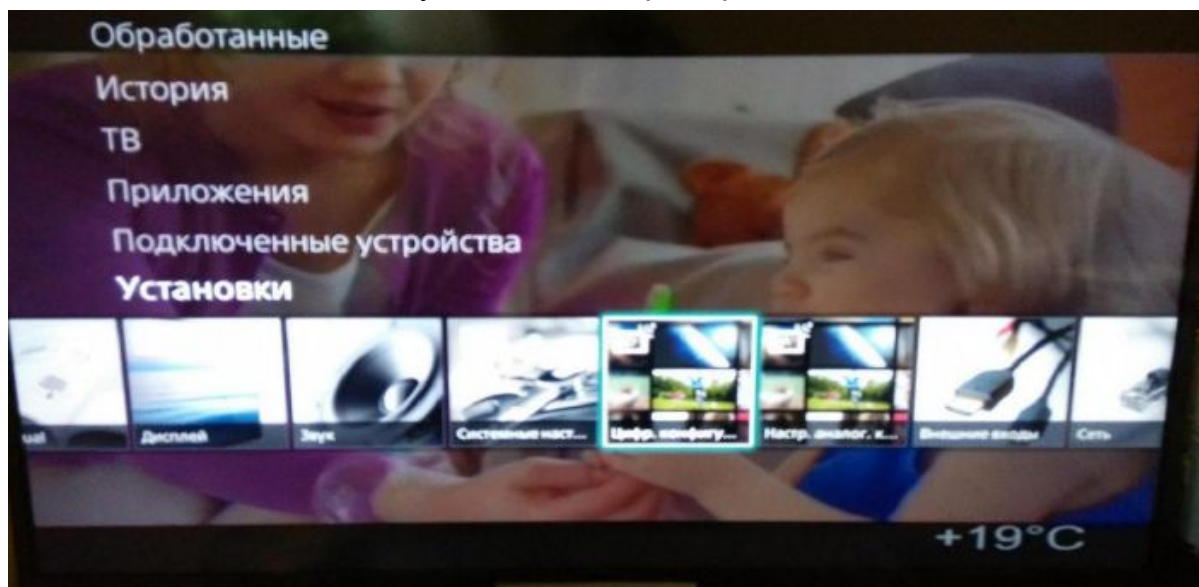 Обработанные
История
ТВ
Приложения
Подключенные устройства
Установки
ual
Дисплей
Звук
Системные наст...
Цифр. конфигу...
Настр. аналог. к...
Внешние входы
Сеть
+19°C